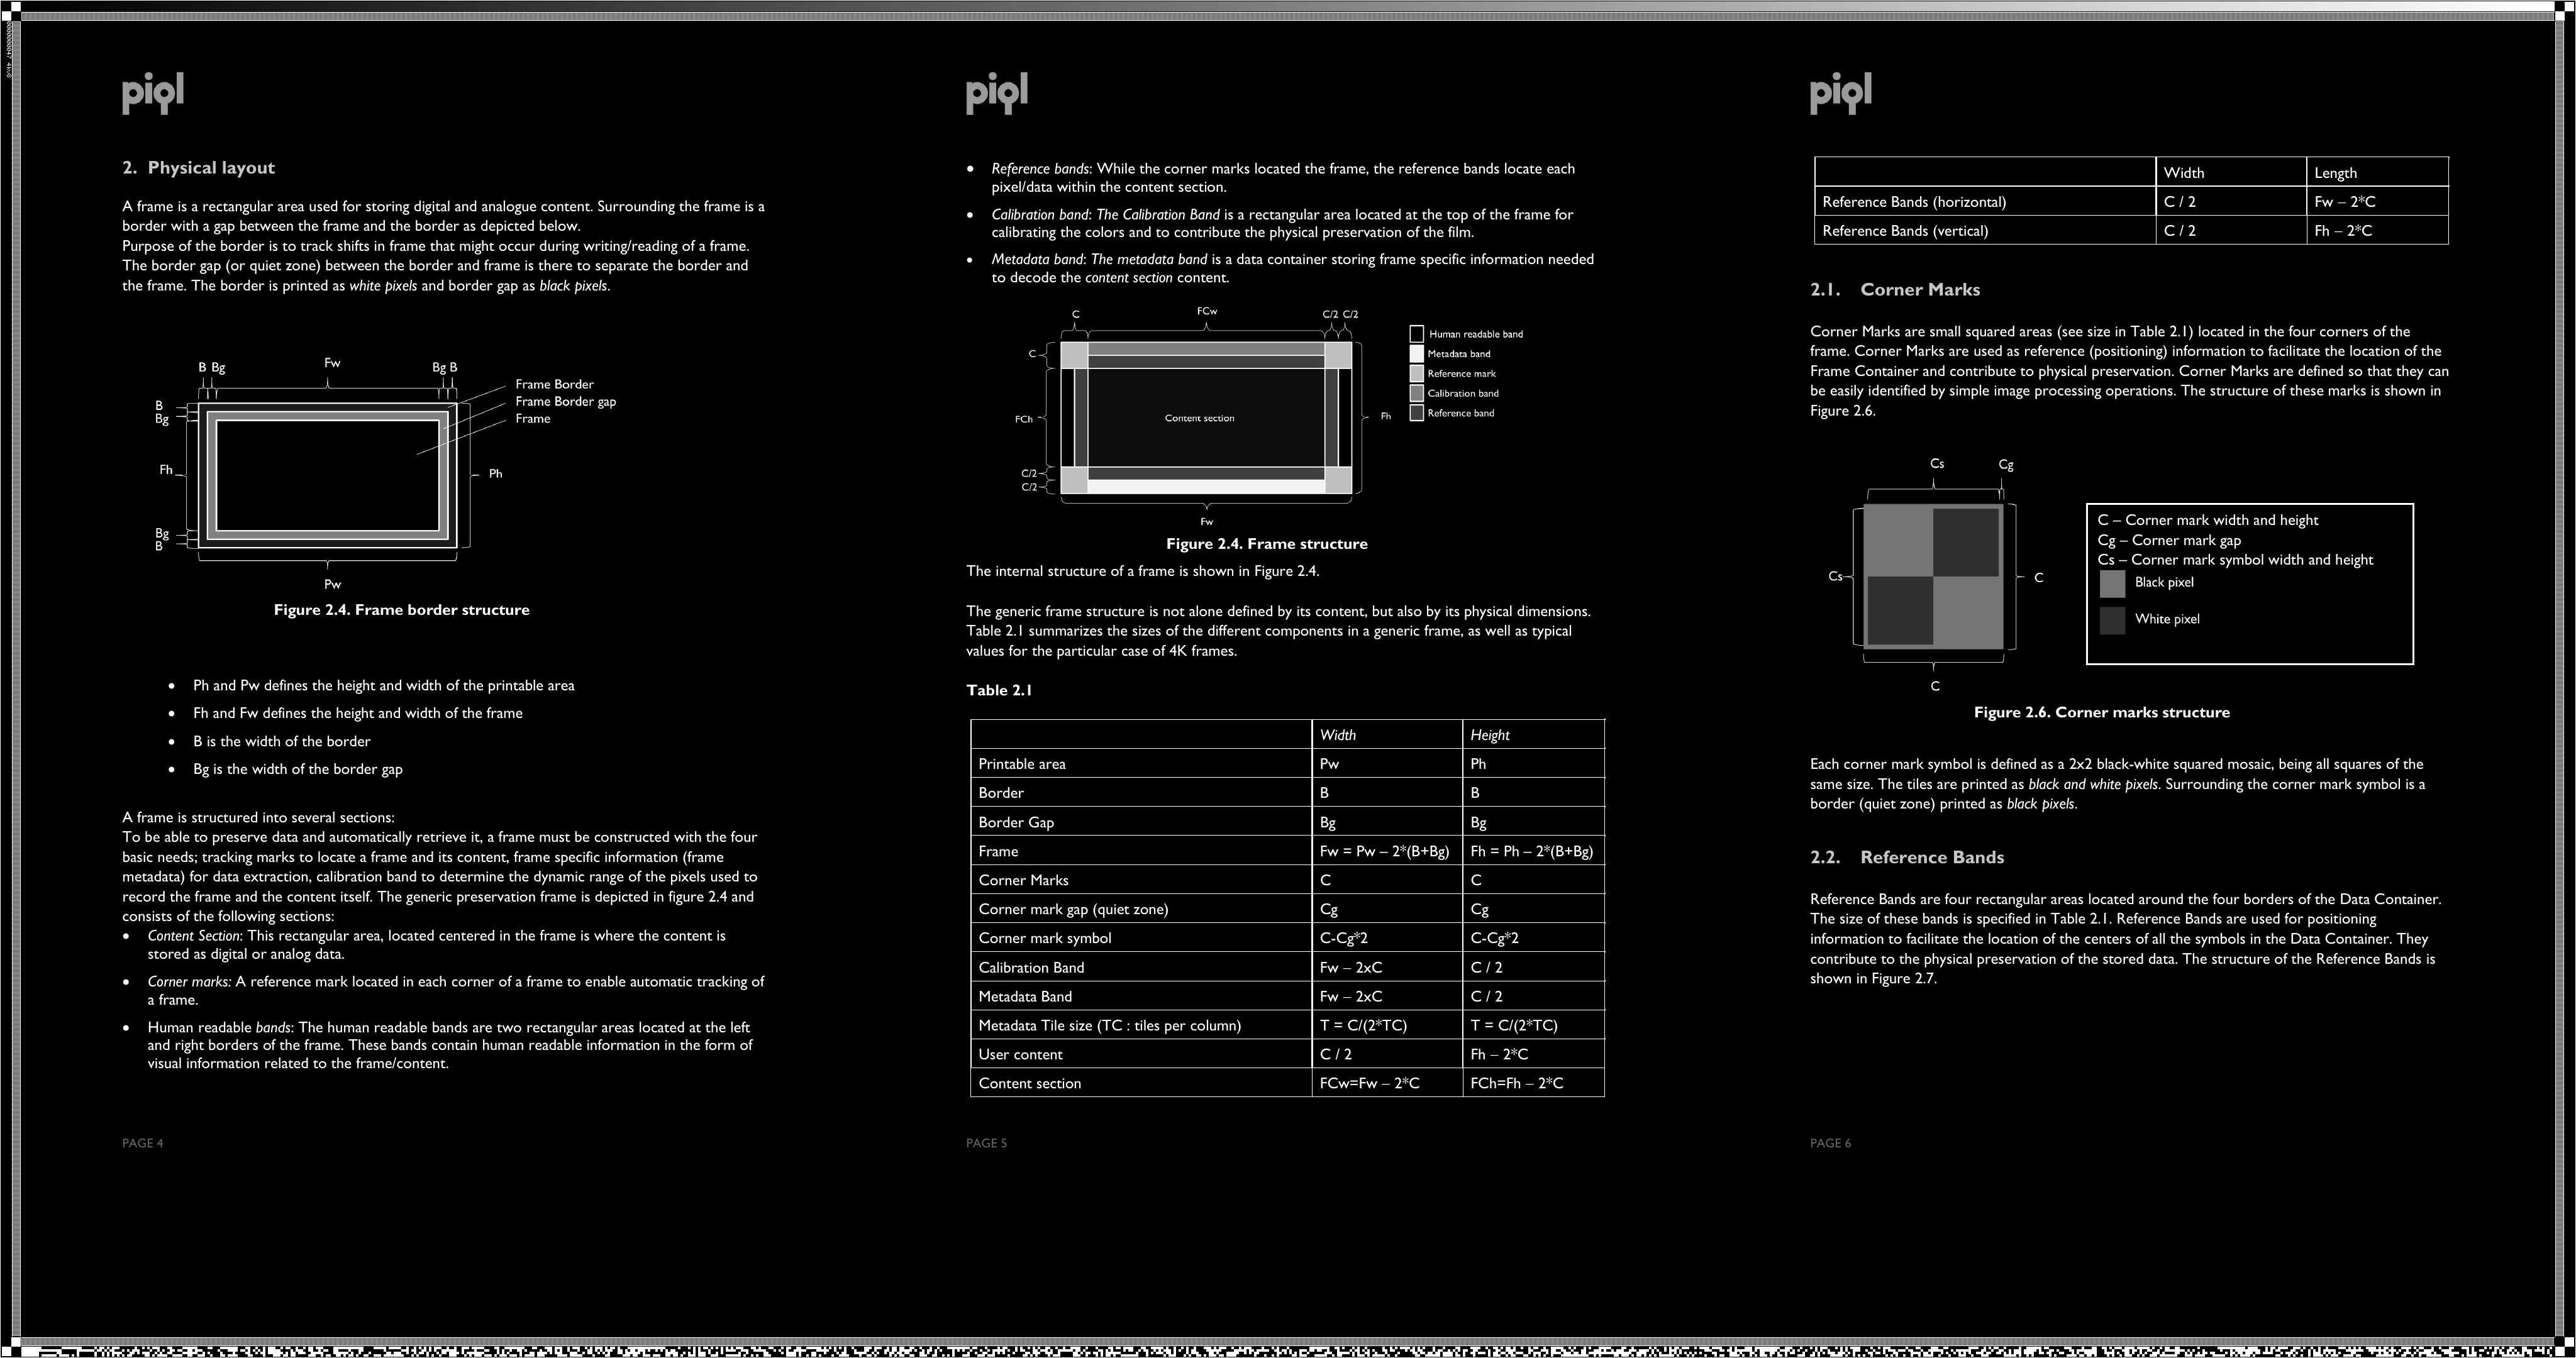 piql
2. Physical layout
A frame is a rectangular area used for storing digital and analogue content. Surrounding the frame is a
border with a gap between the frame and the border as depicted below.
Purpose of the border is to track shifts in frame that might occur during writing/reading of a frame.
The border gap (or quiet zone) between the border and frame is there to separate the border and
the frame. The border is printed as white pixels and border gap as black pixels.
B Bg Fw Bg B
Frame Border
Frame Border gap
Frame
B
Bg
Fh
Ph
Bg
B
Pw
Figure 2.4. Frame border structure
• Ph and Pw defines the height and width of the printable area
• Fh and Fw defines the height and width of the frame
• B is the width of the border
• Bg is the width of the border gap
A frame is structured into several sections:
To be able to preserve data and automatically retrieve it, a frame must be constructed with the four
basic needs; tracking marks to locate a frame and its content, frame specific information (frame
metadata) for data extraction, calibration band to determine the dynamic range of the pixels used to
record the frame and the content itself. The generic preservation frame is depicted in figure 2.4 and
consists of the following sections:
• Content Section: This rectangular area, located centered in the frame is where the content is
stored as digital or analog data.
• Corner marks: A reference mark located in each corner of a frame to enable automatic tracking of
a frame.
• Human readable bands: The human readable bands are two rectangular areas located at the left
and right borders of the frame. These bands contain human readable information in the form of
visual information related to the frame/content.
PAGE 4
piql
• Reference bands: While the corner marks located the frame, the reference bands locate each
pixel/data within the content section.
• Calibration band: The Calibration Band is a rectangular area located at the top of the frame for
calibrating the colors and to contribute the physical preservation of the film.
• Metadata band: The metadata band is a data container storing frame specific information needed
to decode the content section content.
C FCw C/2 C/2
C
FCh
C/2
C/2
Content section
Fh
Fw
Human readable band
Metadata band
Reference mark
Calibration band
Reference band
Figure 2.4. Frame structure
The internal structure of a frame is shown in Figure 2.4.
The generic frame structure is not alone defined by its content, but also by its physical dimensions.
Table 2.1 summarizes the sizes of the different components in a generic frame, as well as typical
values for the particular case of 4K frames.
Table 2.1
Width Height
Printable area Pw Ph
Border B B
Border Gap Bg Bg
Frame Fw = Pw – 2*(B+Bg) Fh = Ph – 2*(B+Bg)
Corner Marks C C
Corner mark gap (quiet zone) Cg Cg
Corner mark symbol C-Cg*2 C-Cg*2
Calibration Band Fw – 2xC C / 2
Metadata Band Fw – 2xC C / 2
Metadata Tile size (TC : tiles per column) T = C/(2*TC) T = C/(2*TC)
User content C / 2 Fh – 2*C
Content section FCw=Fw – 2*C FCh=Fh – 2*C
PAGE 5
piql
Width Length
Reference Bands (horizontal) C / 2 Fw – 2*C
Reference Bands (vertical) C / 2 Fh – 2*C
2.1. Corner Marks
Corner Marks are small squared areas (see size in Table 2.1) located in the four corners of the
frame. Corner Marks are used as reference (positioning) information to facilitate the location of the
Frame Container and contribute to physical preservation. Corner Marks are defined so that they can
be easily identified by simple image processing operations. The structure of these marks is shown in
Figure 2.6.
Cs Cg
Cs
C
C
C – Corner mark width and height
Cg – Corner mark gap
Cs – Corner mark symbol width and height
Black pixel
White pixel
Figure 2.6. Corner marks structure
Each corner mark symbol is defined as a 2x2 black-white squared mosaic, being all squares of the
same size. The tiles are printed as black and white pixels. Surrounding the corner mark symbol is a
border (quiet zone) printed as black pixels.
2.2. Reference Bands
Reference Bands are four rectangular areas located around the four borders of the Data Container.
The size of these bands is specified in Table 2.1. Reference Bands are used for positioning
information to facilitate the location of the centers of all the symbols in the Data Container. They
contribute to the physical preservation of the stored data. The structure of the Reference Bands is
shown in Figure 2.7.
PAGE 6